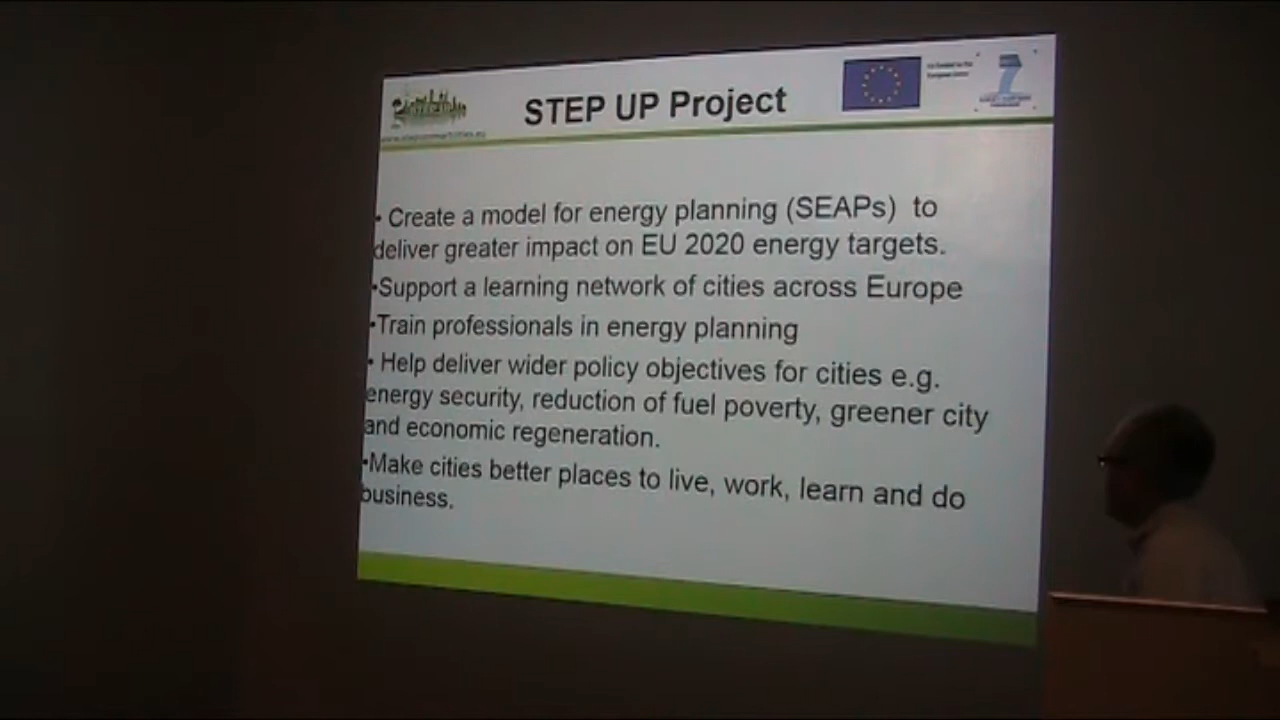 STEP UP Project
• Create a model for energy planning (SEAPs) to
deliver greater impact on EU 2020 energy targets.
•Support a learning network of cities across Europe
•Train professionals in energy planning
• Help deliver wider policy objectives for cities e.g.
energy security, reduction of fuel poverty, greener city
and economic regeneration.
•Make cities better places to live, work, learn and do
business.